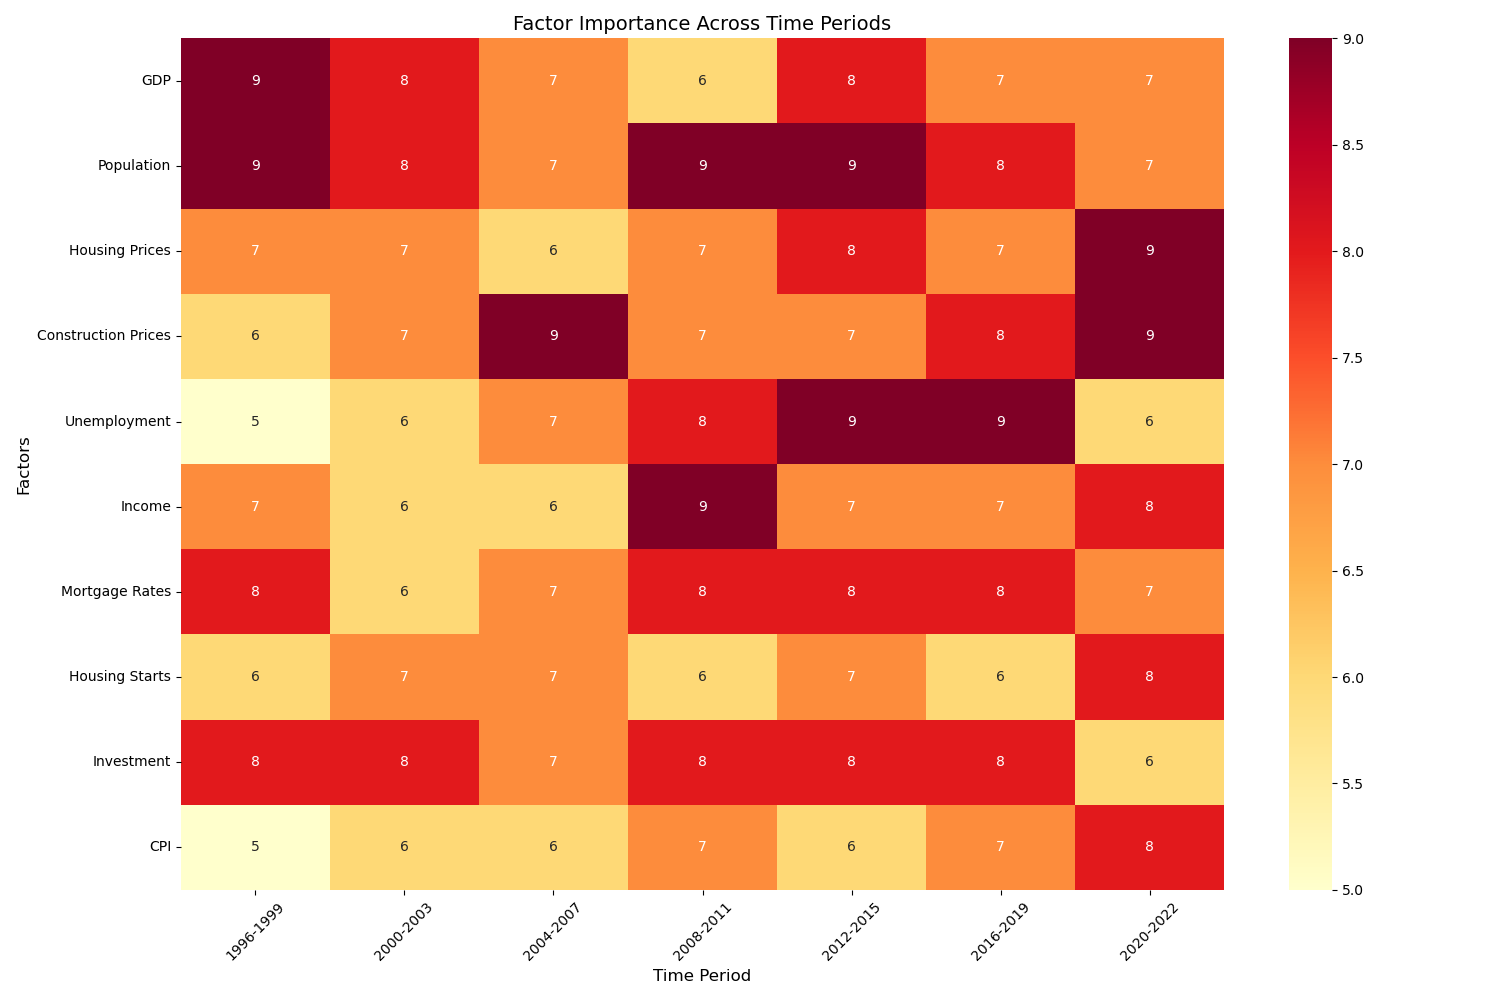 Factor Importance Across Time Periods
GDP 9 8 7 6 8 7 7
Population 9 8 7 9 9 8 7
Housing Prices 7 7 6 7 8 7 9
Construction Prices 6 7 9 7 7 8 9
Unemployment 5 6 7 8 9 9 6
Income 7 6 6 9 7 7 8
Mortgage Rates 8 6 7 8 8 8 7
Housing Starts 6 7 7 6 7 6 8
Investment 8 8 7 8 8 8 6
CPI 5 6 6 7 6 7 8
Factors
1996-1999 2000-2003 2004-2007 2008-2011 2012-2015 2016-2019 2020-2022
Time Period
9.0
8.5
8.0
7.5
7.0
6.5
6.0
5.5
5.0